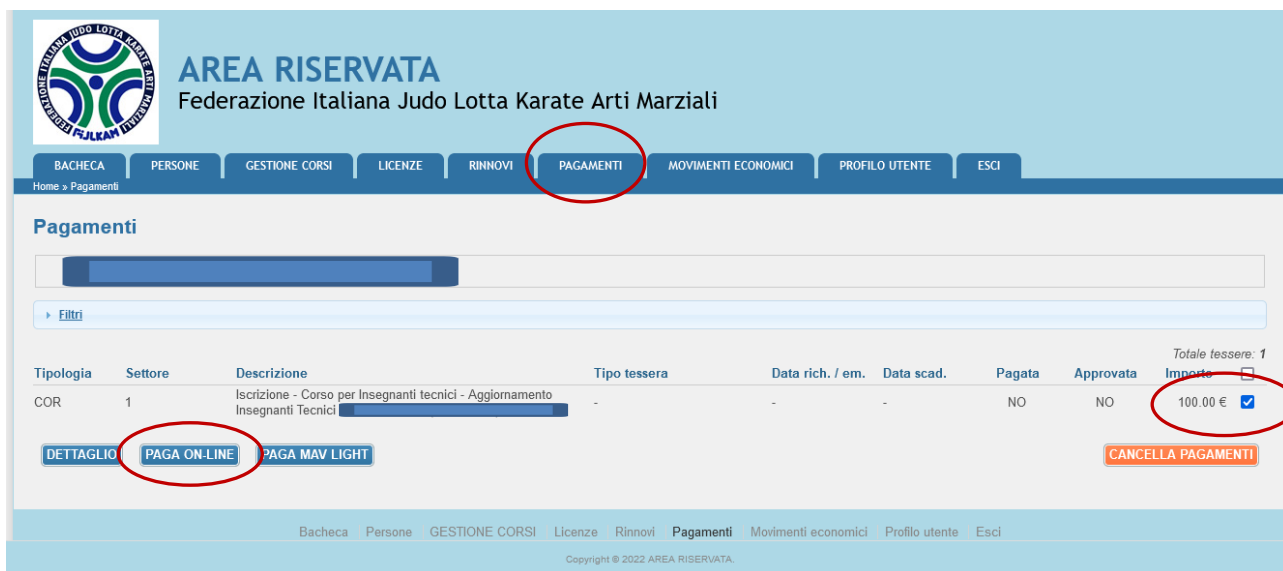 FEDERAZIONE ITALIANA JUDO LOTTA KARATE ARTI MARZIALI
FIJLKAM
AREA RISERVATA
Federazione Italiana Judo Lotta Karate Arti Marziali
BACHECA PERSONE GESTIONE CORSI LICENZE RINNOVI PAGAMENTI MOVIMENTI ECONOMICI PROFILO UTENTE ESCI
Home » Pagamenti
Pagamenti
Filtri
Totale tessere: 1
Tipologia Settore Descrizione Tipo tessera Data rich. / em. Data scad. Pagata Approvata Importo
COR 1 Iscrizione - Corso per Insegnanti tecnici - Aggiornamento - - - NO NO 100.00 €
Insegnanti Tecnici
DETTAGLIO PAGA ON-LINE PAGA MAV LIGHT CANCELLA PAGAMENTI
Bacheca Persone GESTIONE CORSI Licenze Rinnovi Pagamenti Movimenti economici Profilo utente Esci
Copyright © 2022 AREA RISERVATA.